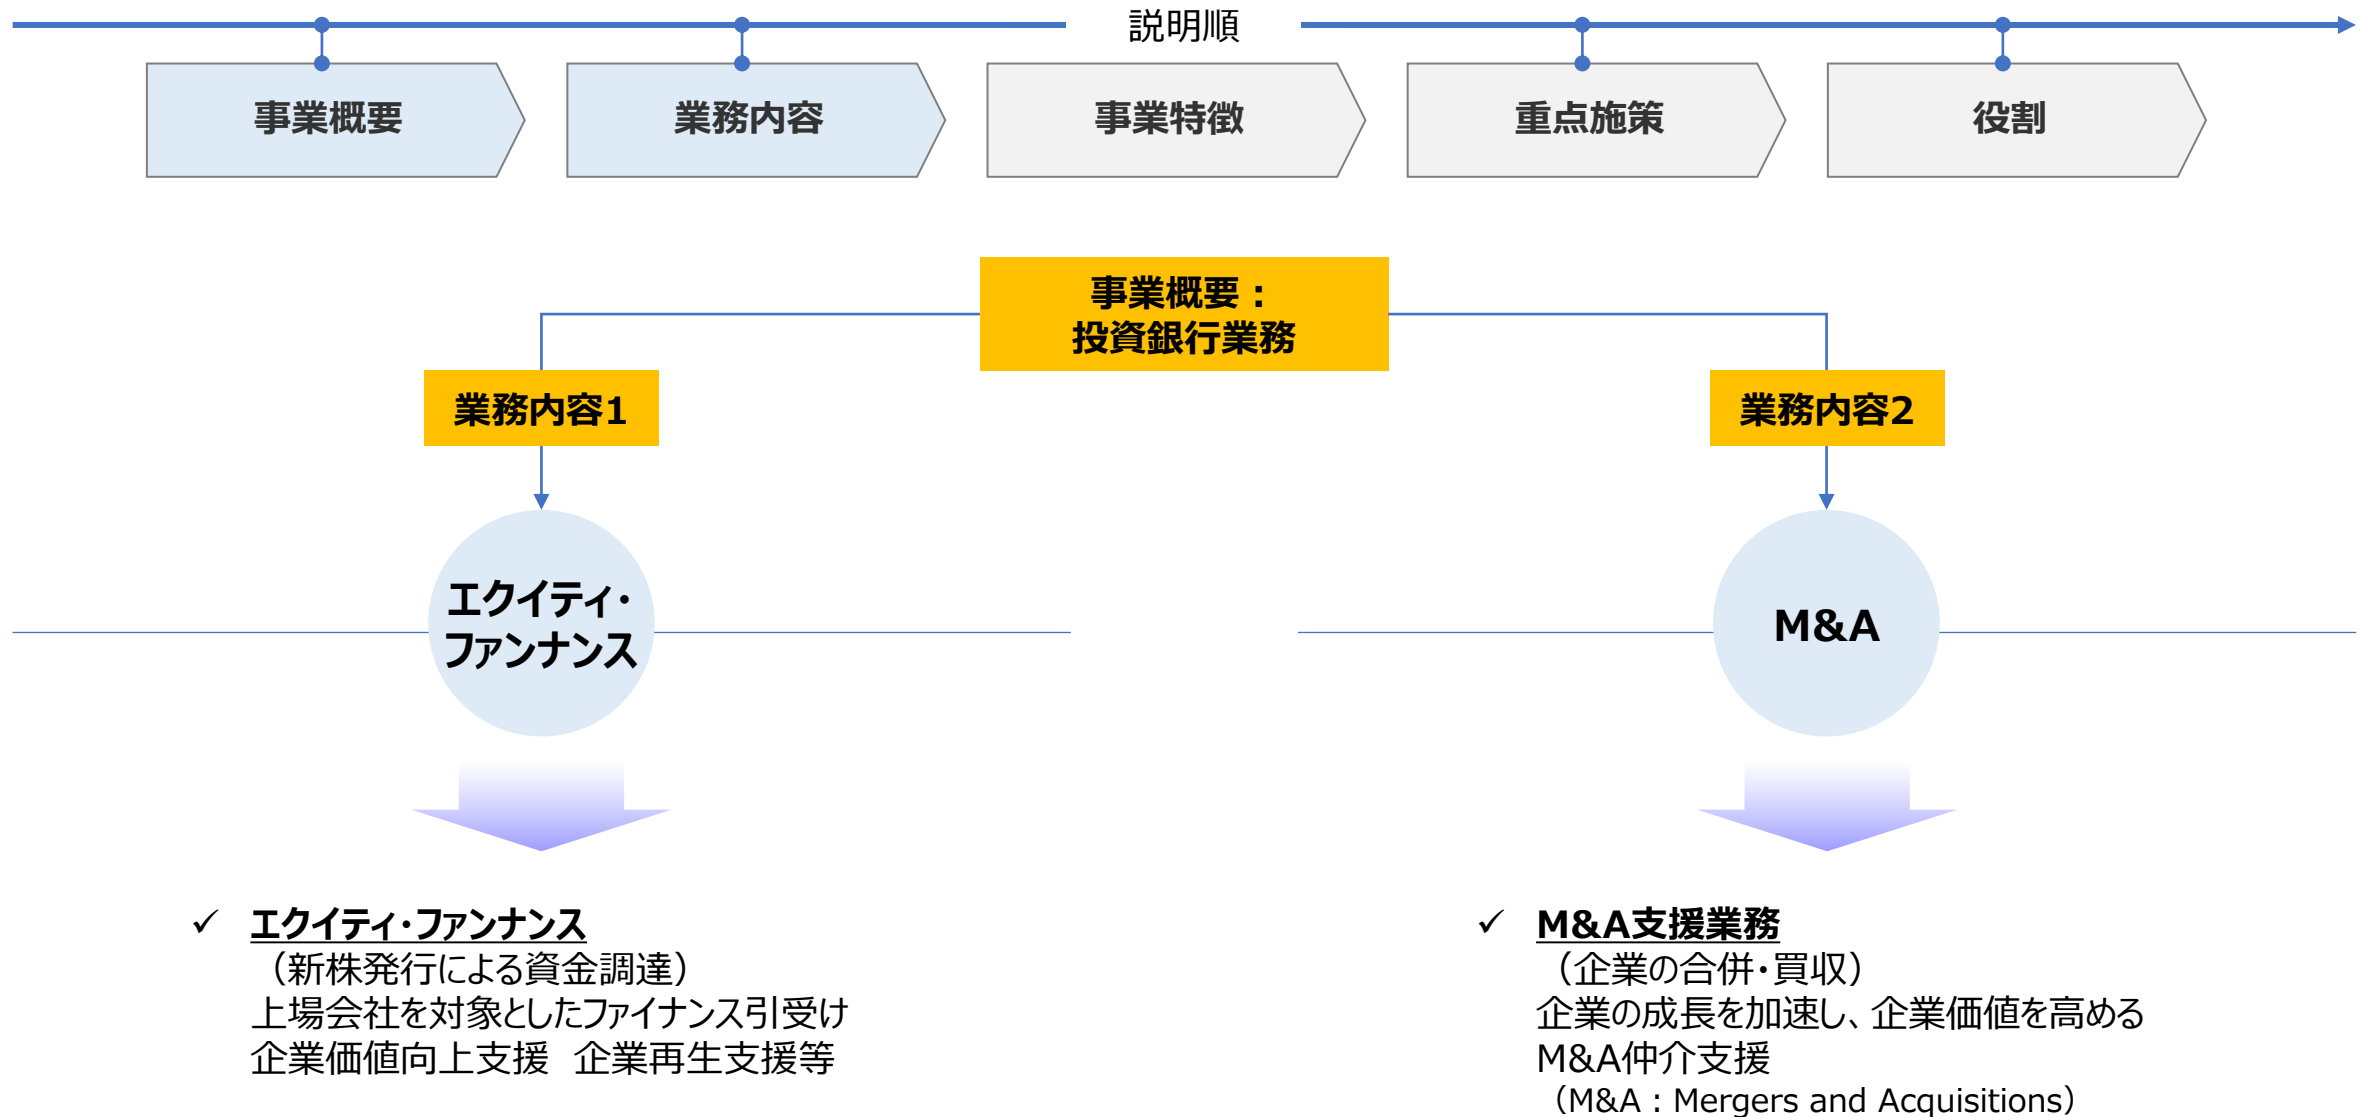 説明順
事業概要
業務内容
事業特徴
重点施策
役割
事業概要：
投資銀行業務
業務内容1
業務内容2
エクイティ・
ファンナンス
M&A
✓ エクイティ・ファンナンス
（新株発行による資金調達）
上場会社を対象としたファイナンス引受け
企業価値向上支援　企業再生支援等
✓ M&A支援業務
（企業の合併・買収）
企業の成長を加速し、企業価値を高める
M&A仲介支援
（M&A：Mergers and Acquisitions）